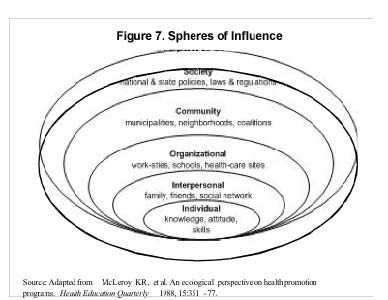 Figure 7. Spheres of Influence
Society
national & state policies, laws & regulations
Community
municipalities, neighborhoods, coalitions
Organizational
work-sties, schools, health-care sites
Interpersonal
family, friends, social network
Individual
knowledge, attitude,
skills
Source: Adapted from McLeroy KR, et al. An ecological perspective on health promotion
programs. Heath Education Quarterly 1988, 15:351 -77.